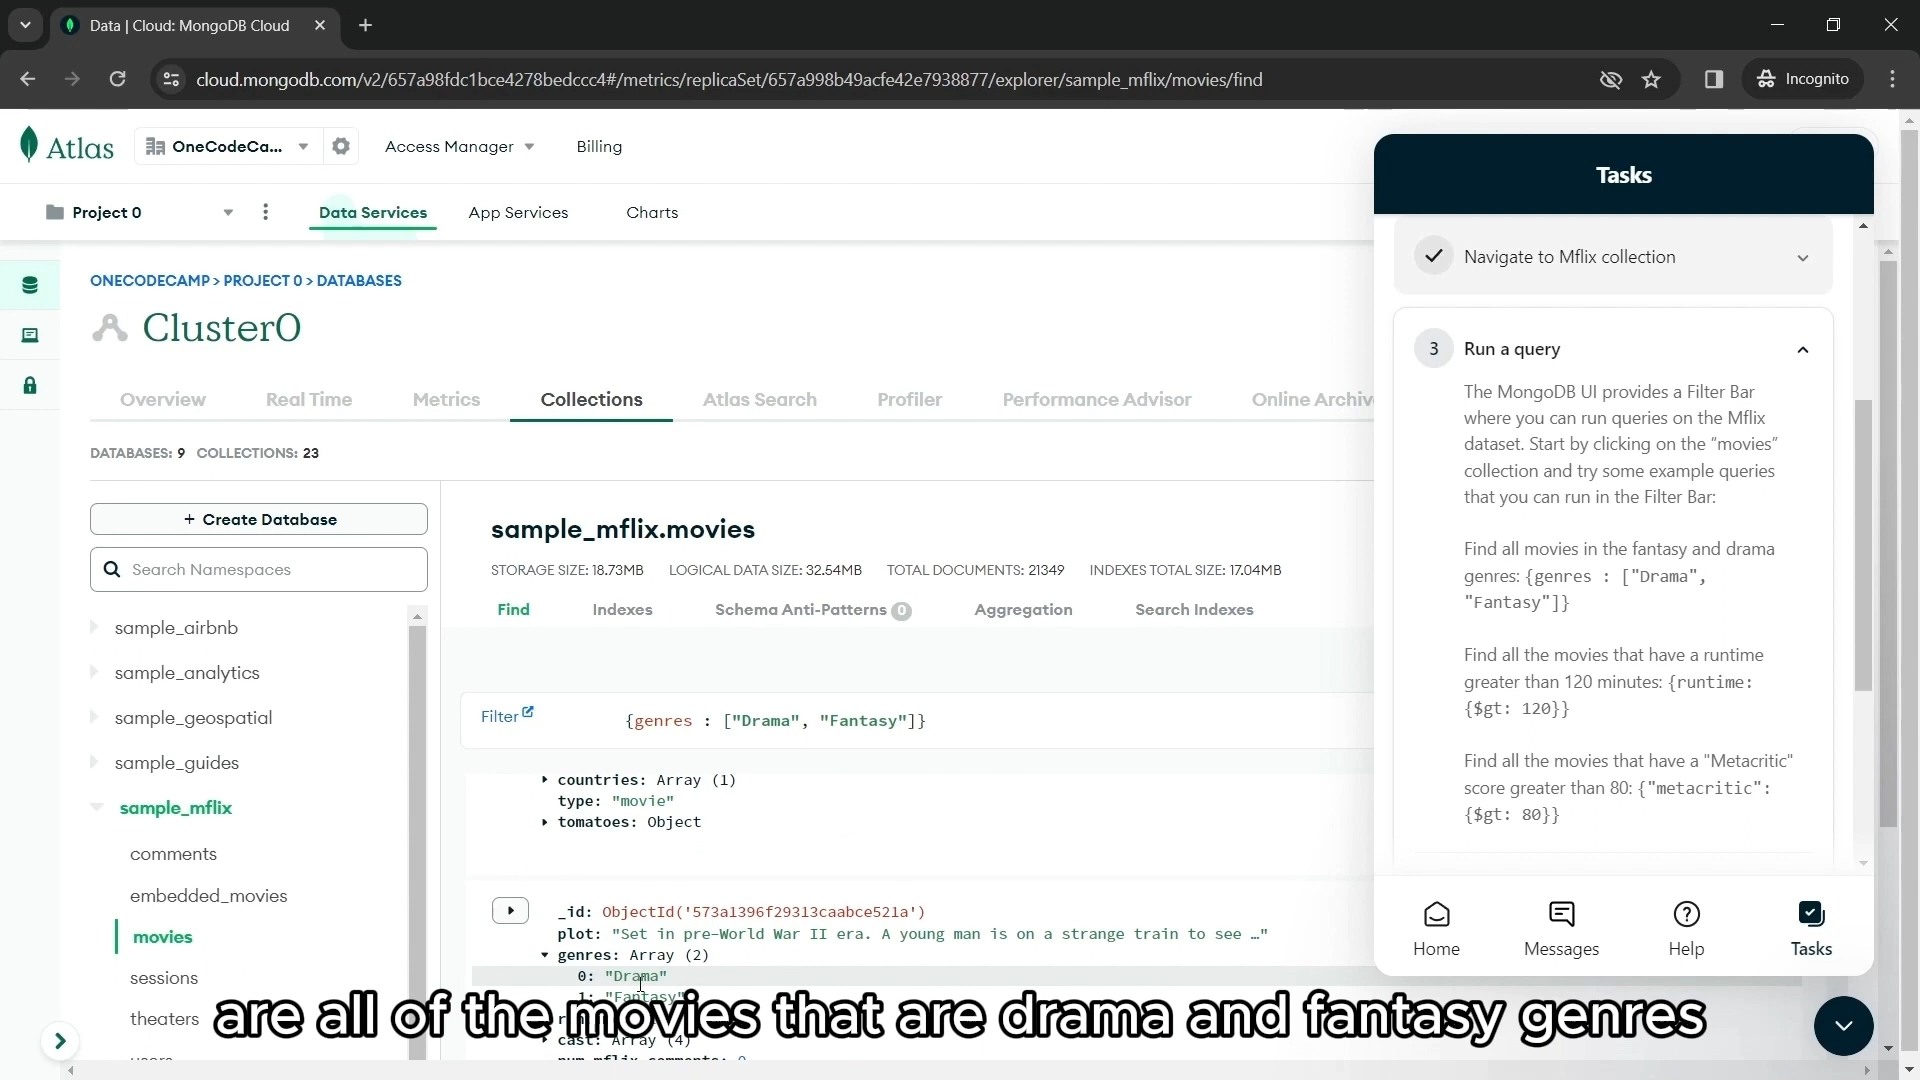 Data | Cloud: MongoDB Cloud
cloud.mongodb.com/v2/657a98fdc1bce4278bedccc4#/metrics/replicaSet/657a998b49acfe42e7938877/explorer/sample_mflix/movies/find
Incognito
Atlas
OneCodeCa...
Access Manager
Billing
Project 0
Data Services
App Services
Charts
ONECODECAMP > PROJECT 0 > DATABASES
Cluster0
Overview
Real Time
Metrics
Collections
Atlas Search
Profiler
Performance Advisor
Online Archiv
DATABASES: 9 COLLECTIONS: 23
+ Create Database
Search Namespaces
sample_airbnb
sample_analytics
sample_geospatial
sample_guides
sample_mflix
comments
embedded_movies
movies
sessions
theaters
users
sample_mflix.movies
STORAGE SIZE: 18.73MB LOGICAL DATA SIZE: 32.54MB TOTAL DOCUMENTS: 21349 INDEXES TOTAL SIZE: 17.04MB
Find
Indexes
Schema Anti-Patterns 0
Aggregation
Search Indexes
Filter
{genres : ["Drama", "Fantasy"]}
countries: Array (1)
type: "movie"
tomatoes: Object
_id: ObjectId('573a1396f29313caabce521a')
plot: "Set in pre-World War II era. A young man is on a strange train to see …"
genres: Array (2)
0: "Drama"
1: "Fantasy"
cast: Array (4)
num_mflix_comments: 0
are all of the movies that are drama and fantasy genres
Tasks
Navigate to Mflix collection
3 Run a query
The MongoDB UI provides a Filter Bar
where you can run queries on the Mflix
dataset. Start by clicking on the “movies”
collection and try some example queries
that you can run in the Filter Bar:
Find all movies in the fantasy and drama
genres: {genres : ["Drama",
"Fantasy"]}
Find all the movies that have a runtime
greater than 120 minutes: {runtime:
{$gt: 120}}
Find all the movies that have a "Metacritic"
score greater than 80: {"metacritic":
{$gt: 80}}
Home
Messages
Help
Tasks